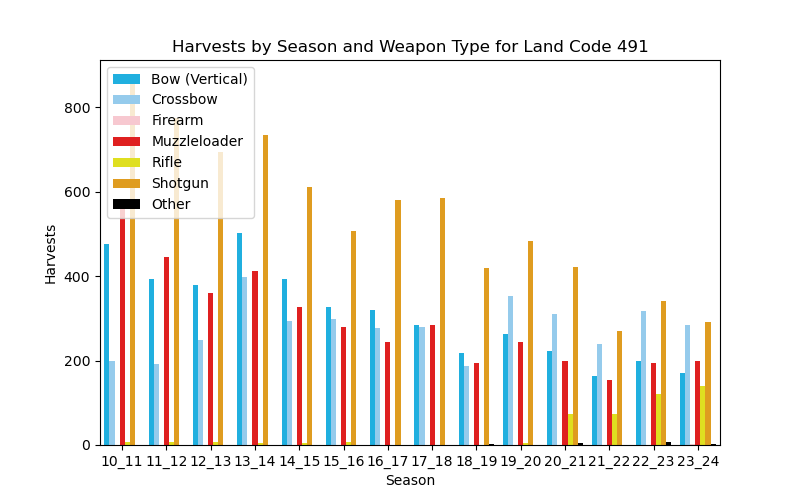 Harvests by Season and Weapon Type for Land Code 491
Bow (Vertical)
Crossbow
Firearm
Muzzleloader
Rifle
Shotgun
Other
Harvests
800
600
400
200
0
10_11 11_12 12_13 13_14 14_15 15_16 16_17 17_18 18_19 19_20 20_21 21_22 22_23 23_24
Season